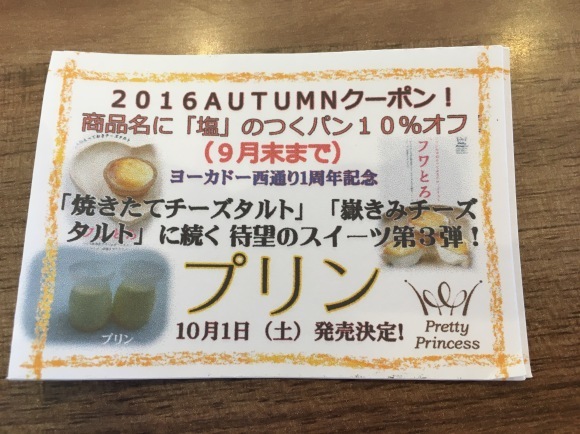 2016AUTUMNクーポン!
商品名に「塩」のつくパン10%オフ
(9月末まで)
ヨーカドー西通り1周年記念
フワとろ
「焼きたてチーズタルト」「嶽きみチーズ
タルト」に続く待望のスイーツ第3弾!
プリン
プリン
10月1日(土)発売決定!
Pretty
Princess